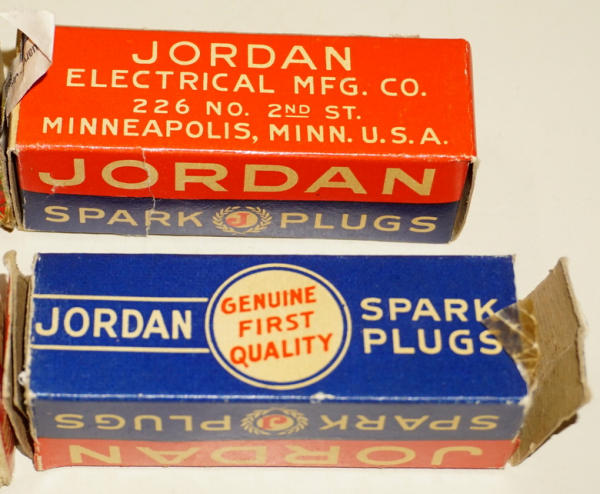 JORDAN
ELECTRICAL MFG. CO.
226 NO. 2ND ST.
MINNEAPOLIS, MINN. U.S.A.
JORDAN
SPARK J PLUGS
JORDAN
GENUINE
FIRST
QUALITY
SPARK
PLUGS
SPARK J PLUGS
JORDAN